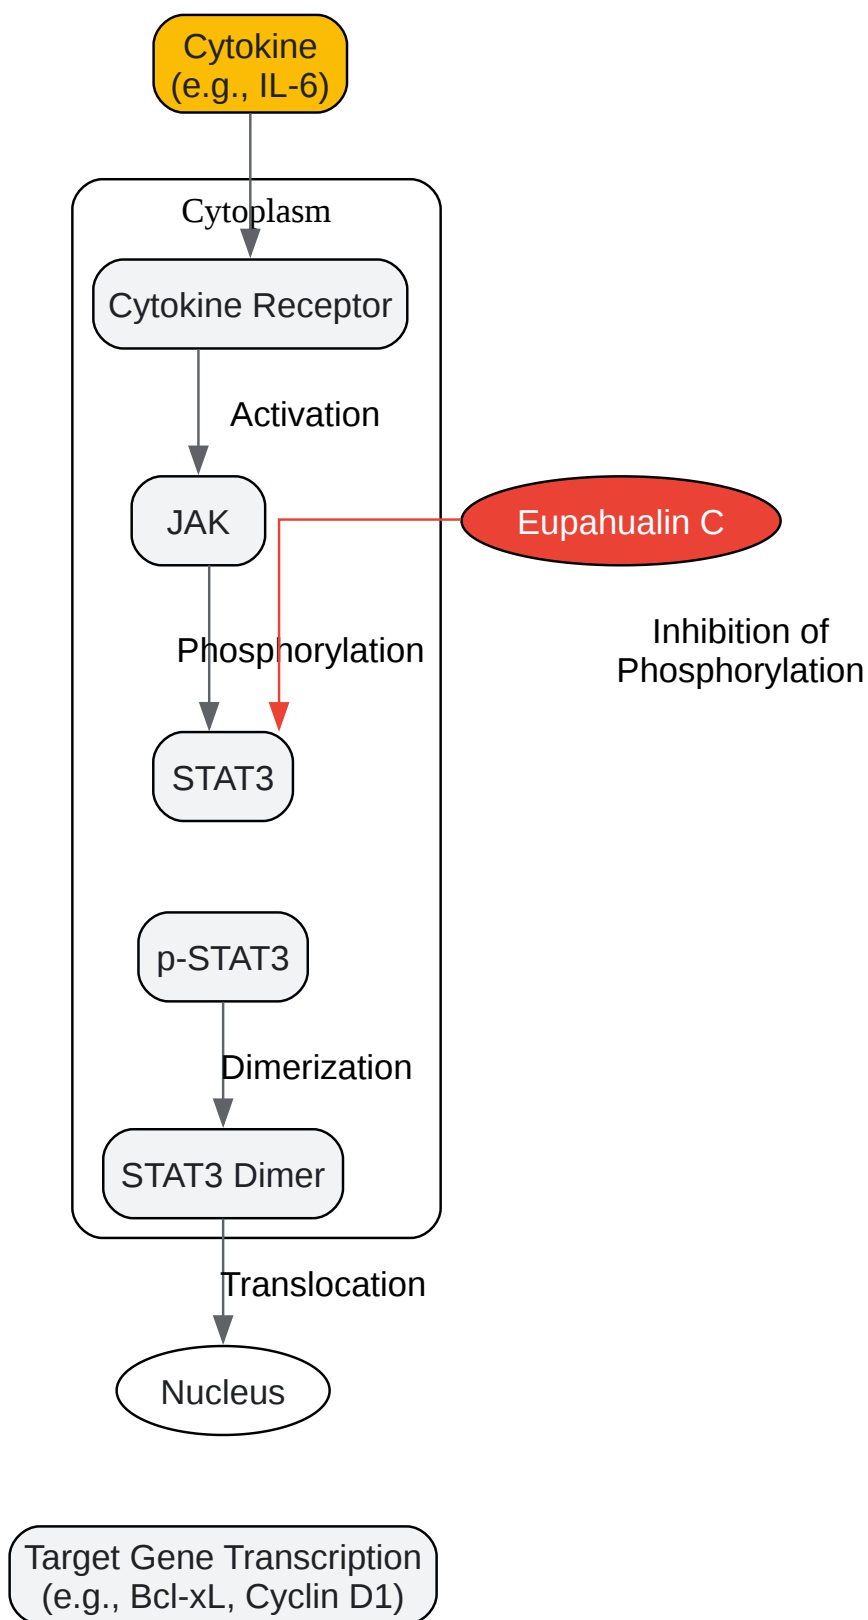 Cytokine
(e.g., IL-6)
Cytoplasm
Cytokine Receptor
Activation
JAK
Eupahualin C
Phosphorylation
Inhibition of
Phosphorylation
STAT3
p-STAT3
Dimerization
STAT3 Dimer
Translocation
Nucleus
Target Gene Transcription
(e.g., Bcl-xL, Cyclin D1)